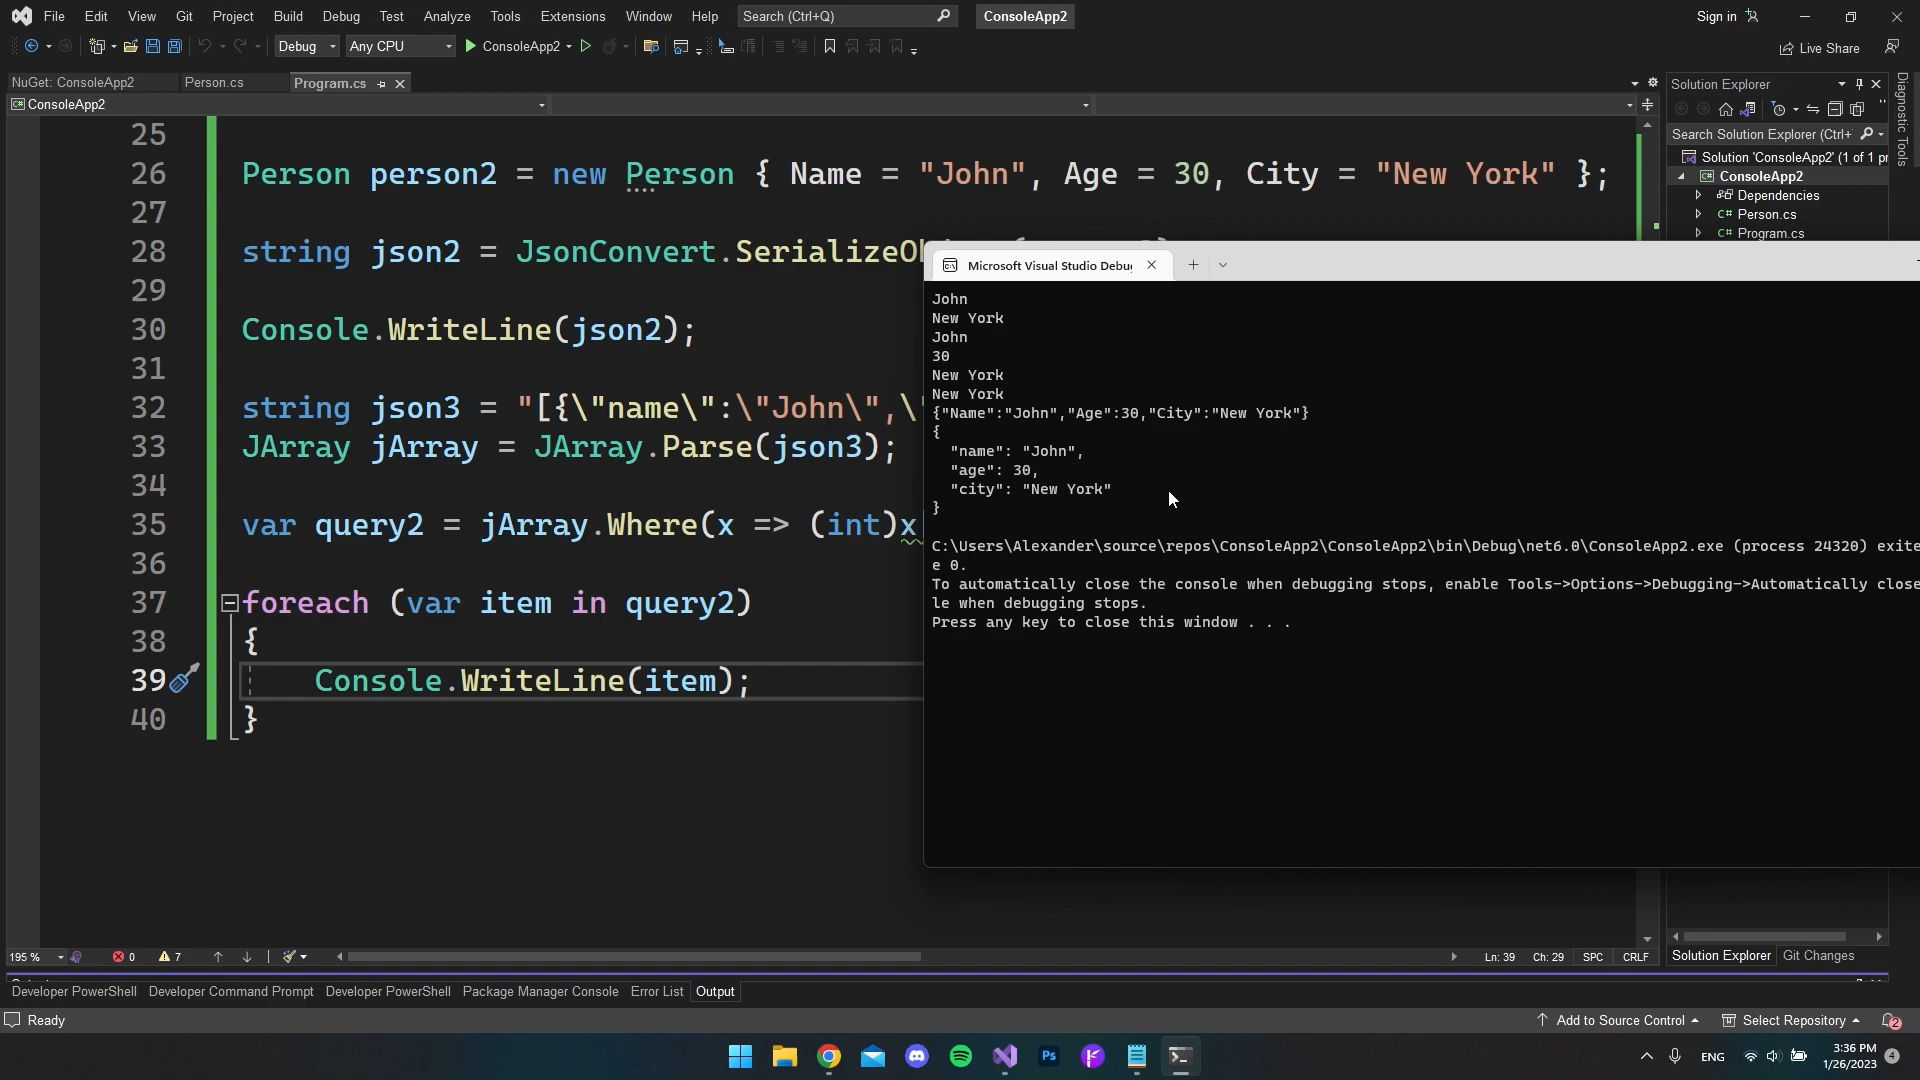 File Edit View Git Project Build Debug Test Analyze Tools Extensions Window Help Search (Ctrl+Q) ConsoleApp2 Sign in
Debug Any CPU ConsoleApp2 Live Share
NuGet: ConsoleApp2 Person.cs Program.cs
ConsoleApp2
25
26 Person person2 = new Person { Name = "John", Age = 30, City = "New York" };
27
28 string json2 = JsonConvert.SerializeOb
29
30 Console.WriteLine(json2);
31
32 string json3 = "[{\"name\":\"John\",\"
33 JArray jArray = JArray.Parse(json3);
34
35 var query2 = jArray.Where(x => (int)x
36
37 foreach (var item in query2)
38 {
39 Console.WriteLine(item);
40 }
Microsoft Visual Studio Debug
John
New York
John
30
New York
New York
{"Name":"John","Age":30,"City":"New York"}
{
"name": "John",
"age": 30,
"city": "New York"
}
C:\Users\Alexander\source\repos\ConsoleApp2\ConsoleApp2\bin\Debug\net6.0\ConsoleApp2.exe (process 24320) exite
e 0.
To automatically close the console when debugging stops, enable Tools->Options->Debugging->Automatically close
le when debugging stops.
Press any key to close this window . . .
Solution Explorer
Search Solution Explorer (Ctrl+
Solution 'ConsoleApp2' (1 of 1 pr
ConsoleApp2
Dependencies
C# Person.cs
C# Program.cs
Diagnostic Tools
195 % 0 7 Ln: 39 Ch: 29 SPC CRLF
Solution Explorer Git Changes
Developer PowerShell Developer Command Prompt Developer PowerShell Package Manager Console Error List Output
Ready Add to Source Control Select Repository 2
Ps ENG 3:36 PM 4
1/26/2023